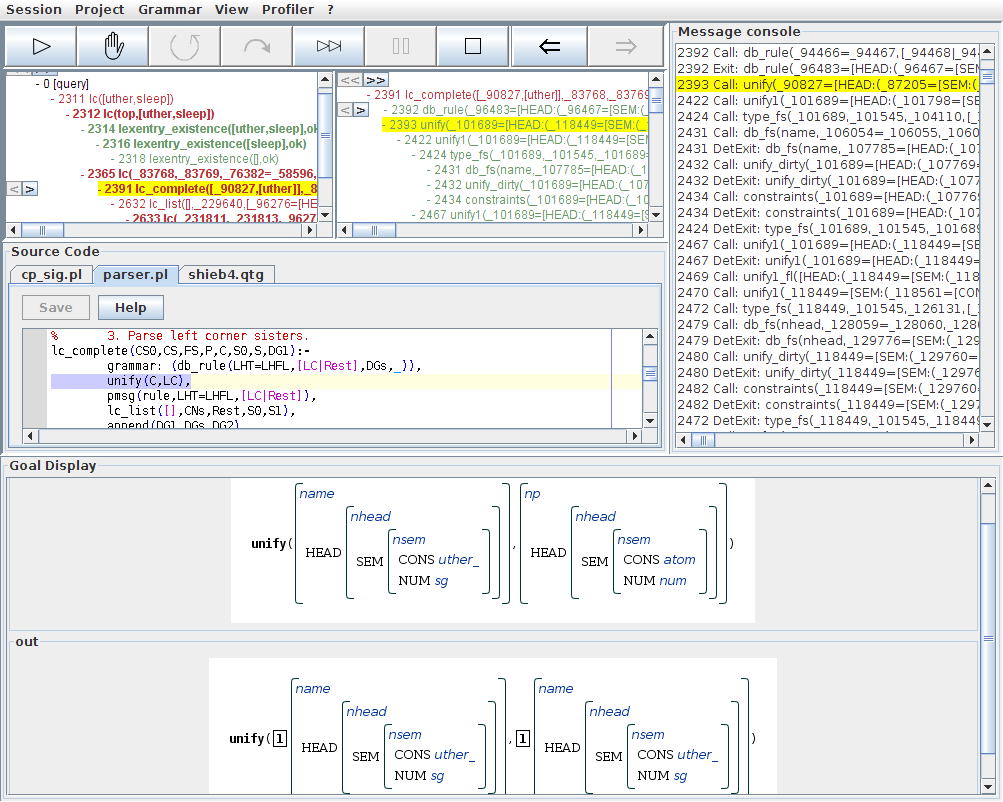 Session Project Grammar View Profiler ?
- 0 [query]
- 2311 lc([uther,sleep])
- 2312 lc(top,[uther,sleep])
- 2314 lexentry_existence([uther,sleep],ok
- 2316 lexentry_existence([sleep],ok)
- 2318 lexentry_existence([],ok)
- 2365 lc(_83768,_83769,_76382=_58596,
< >
- 2391 lc_complete([_90827,[uther]],_8
- 2632 lc_list([],_229640,[_96276=[HE
- 2633 lc(_231811,_231813,_9627
<< >>
- 2391 lc_complete([_90827,[uther]],_83768,_83769
< >
- 2392 db_rule(_96483=[HEAD:(_96467=[SEM:
- 2393 unify(_101689=[HEAD:(_118449=[SEM:(_1
- 2422 unify1(_101689=[HEAD:(_118449=[SE
- 2424 type_fs(_101689,_101545,_101689
- 2431 db_fs(name,_107785=[HEAD:(_
- 2432 unify_dirty(_101689=[HEAD:(_1
- 2434 constraints(_101689=[HEAD:(_10
- 2467 unify1(_101689=[HEAD:(_118449=[S
Message console
2392 Call: db_rule(_94466=_94467,[_94468|_94
2392 Exit: db_rule(_96483=[HEAD:(_96467=[SEM
2393 Call: unify(_90827=[HEAD:(_87205=[SEM:(
2422 Call: unify1(_101689=[HEAD:(_101798=[SE
2424 Call: type_fs(_101689,_101545,_104110,[_
2431 Call: db_fs(name,_106054=_106055,_106
2431 DetExit: db_fs(name,_107785=[HEAD:(_
2432 Call: unify_dirty(_101689=[HEAD:(_107769
2432 DetExit: unify_dirty(_101689=[HEAD:(_107
2434 Call: constraints(_101689=[HEAD:(_107769
2434 DetExit: constraints(_101689=[HEAD:(_107
2424 DetExit: type_fs(_101689,_101545,_10168
2467 Call: unify1(_101689=[HEAD:(_118449=[SE
2467 DetExit: unify1(_101689=[HEAD:(_118449=
2469 Call: unify1_fl([HEAD:(_118449=[SEM:(_118
2470 Call: unify1(_118449=[SEM:(_118561=[CON
2472 Call: type_fs(_118449,_101545,_126131,[_
2479 Call: db_fs(nhead,_128059=_128060,_128
2479 DetExit: db_fs(nhead,_129776=[SEM:(_129
2480 Call: unify_dirty(_118449=[SEM:(_129760=
2480 DetExit: unify_dirty(_118449=[SEM:(_1297
2482 Call: constraints(_118449=[SEM:(_129760=
2482 DetExit: constraints(_118449=[SEM:(_1297
2472 DetExit: type_fs(_118449,_101545,_11844
Source Code
cp_sig.pl parser.pl shieb4.qtg
Save Help
% 3. Parse left corner sisters.
lc_complete(CS0,CS,FS,P,C,S0,S,DG1):-
grammar: (db_rule(LHT=LHFL,[LC|Rest],DGs,_)),
unify(C,LC),
pmsg(rule,LHT=LHFL,[LC|Rest]),
lc_list([],CNs,Rest,S0,S1),
append(DG1,DGs,DG2)
Goal Display
name np
nhead nhead
nsem nsem
unify( HEAD SEM CONS uther_ , HEAD SEM CONS atom )
NUM sg NUM num
out
name name
nhead nhead
nsem nsem
unify( 1 HEAD SEM CONS uther_ , 1 HEAD SEM CONS uther_ )
NUM sg NUM sg